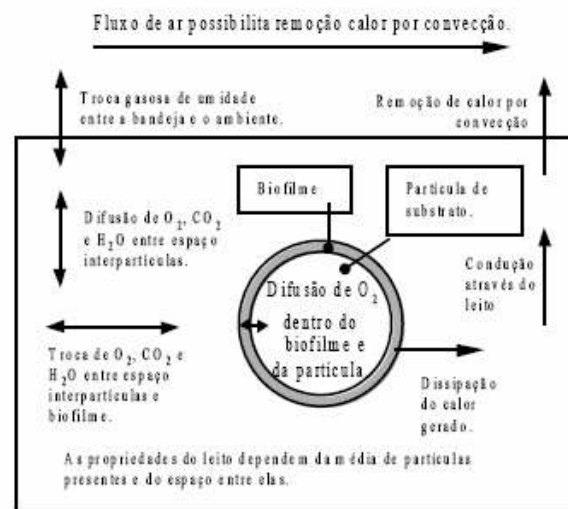 Fluxo de ar possibilita remoção calor por convecção.
Troca gasosa de umidade
entre a bandeja e o ambiente.
Remoção de calor por
convecção
Biofilme
Partícula de
substrato.
Difusão de O₂, CO₂
e H₂O entre espaço
interpartículas.
Difusão de O₂
dentro do
biofilme e
da partícula
Condução
através do
leito
Troca de O₂, CO₂ e
H₂O entre espaço
interpartículas e
biofilme.
Dissipação
do calor
gerado.
As propriedades do leito dependem da média de partículas
presentes e do espaço entre elas.